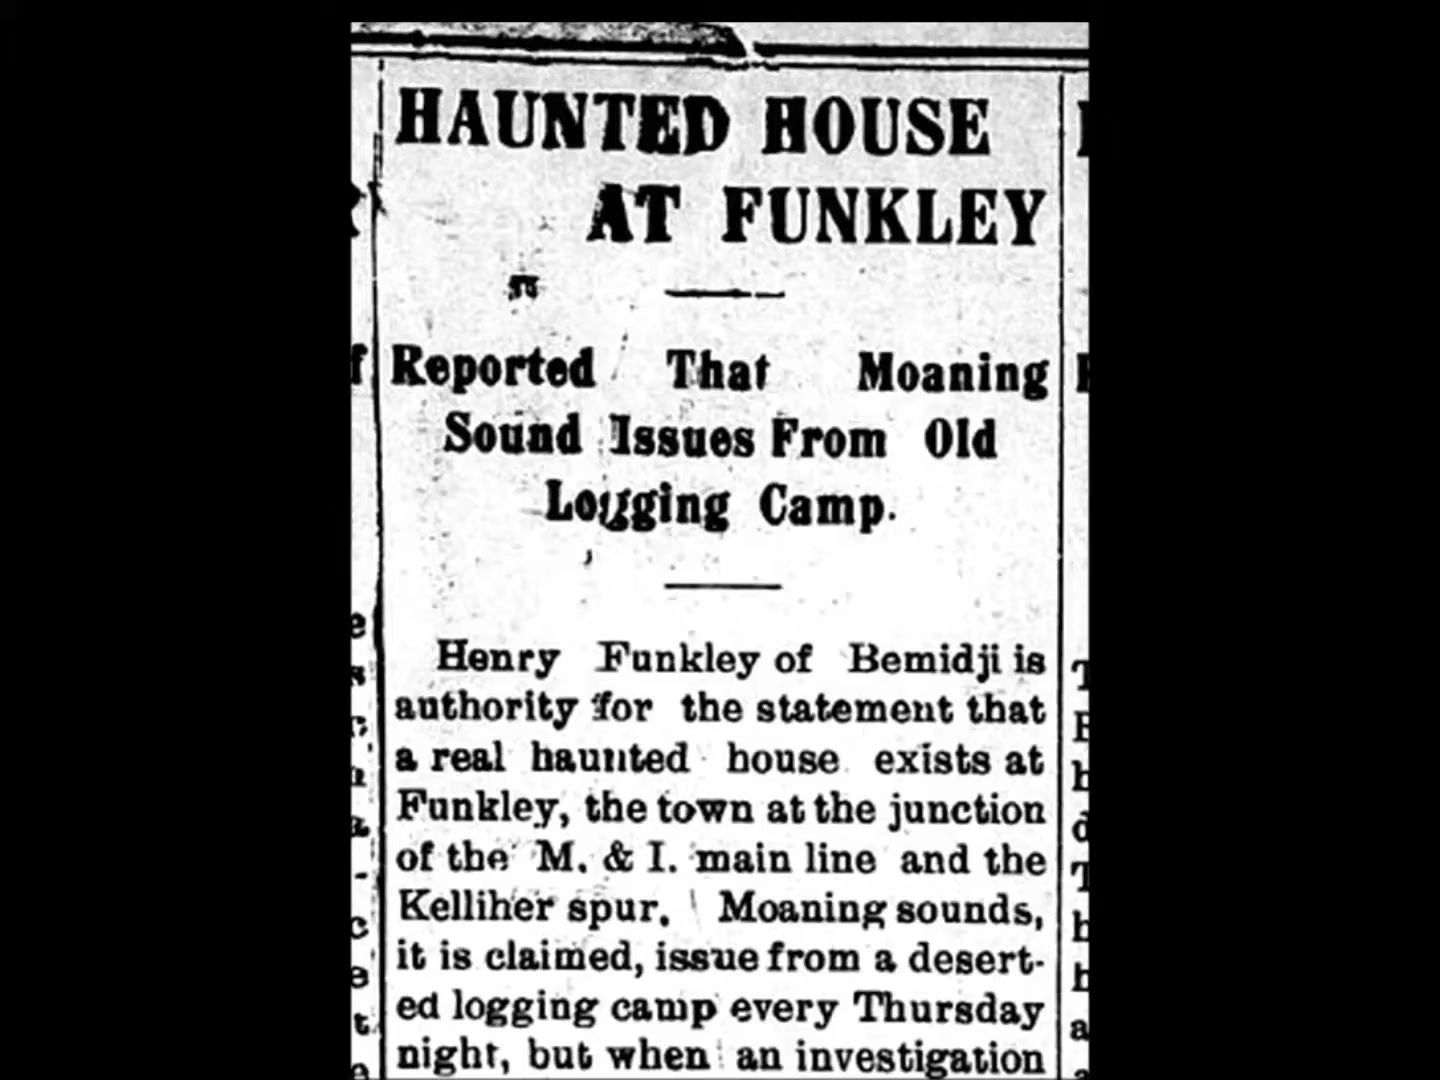 HAUNTED HOUSE
AT FUNKLEY
Reported That Moaning
Sound Issues From Old
Logging Camp.
Henry Funkley of Bemidji is
authority for the statement that
a real haunted house exists at
Funkley, the town at the junction
of the M. & I. main line and the
Kelliher spur. Moaning sounds,
it is claimed, issue from a desert-
ed logging camp every Thursday
night, but when an investigation